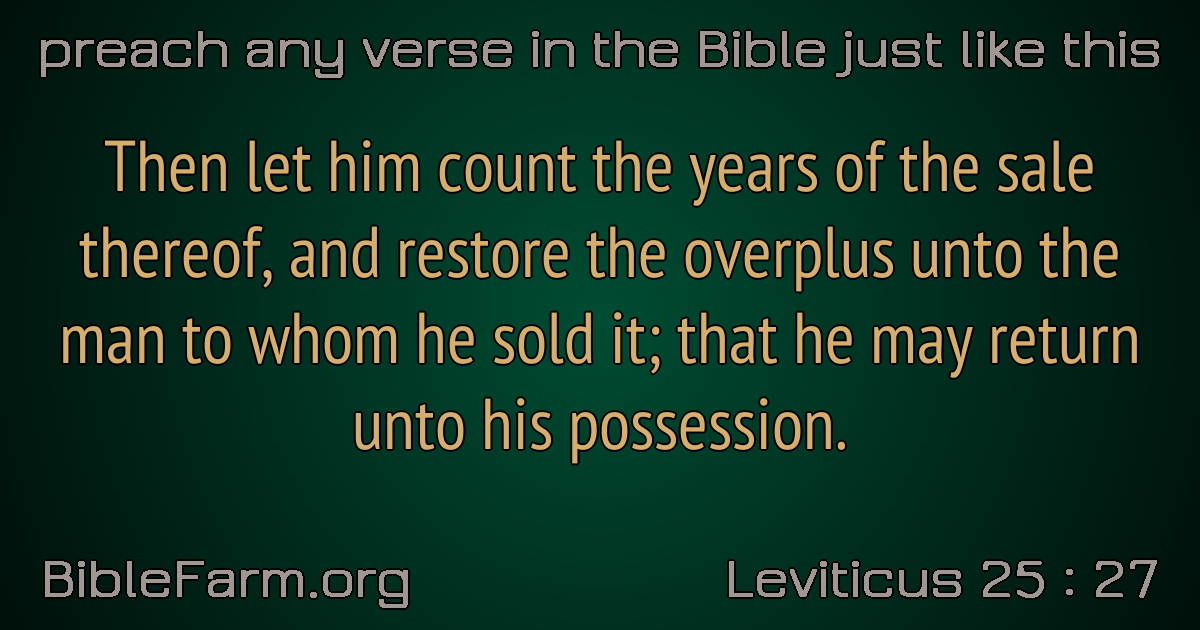 preach any verse in the Bible just like this
Then let him count the years of the sale
thereof, and restore the overplus unto the
man to whom he sold it; that he may return
unto his possession.
BibleFarm.org
Leviticus 25 : 27